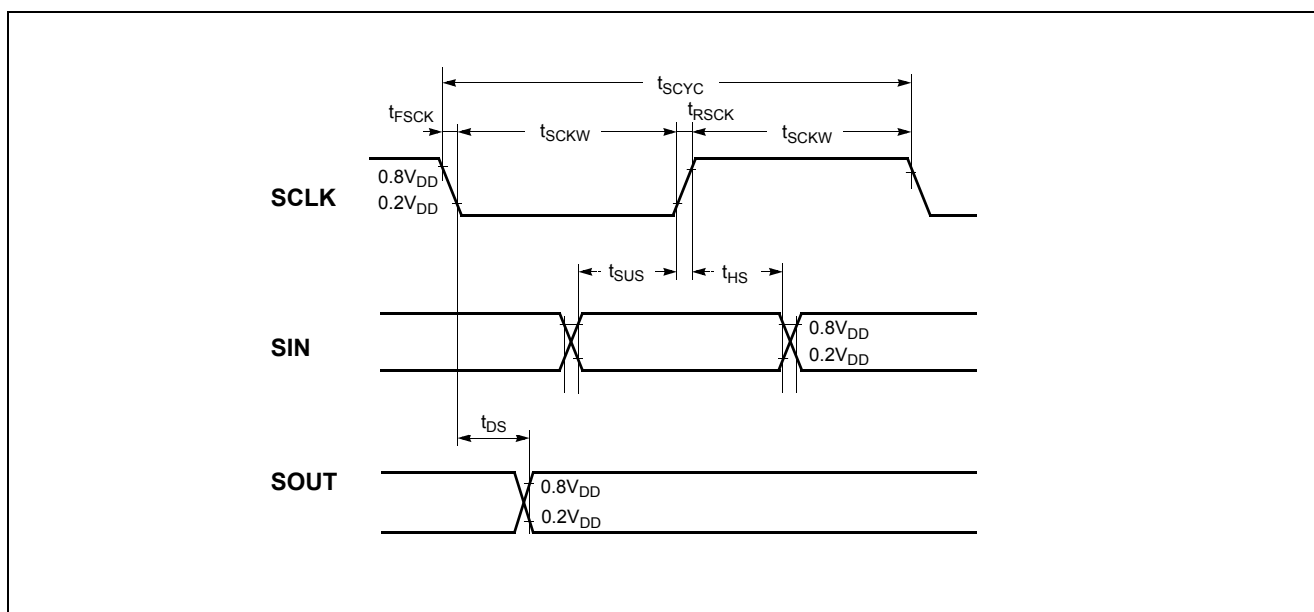 tSCYC
tFSCK
tSCKW
tRSCK
tSCKW
SCLK
0.8VDD
0.2VDD
tSUS
tHS
SIN
0.8VDD
0.2VDD
tDS
SOUT
0.8VDD
0.2VDD